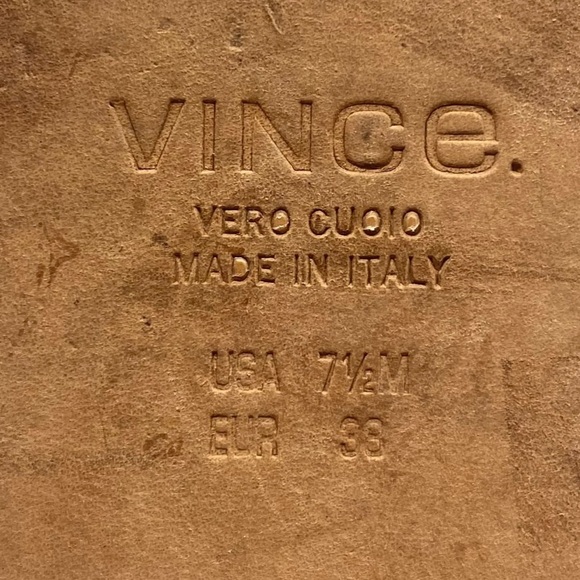 VINCE.
VERO CUOIO
MADE IN ITALY
USA 7½M
EUR 38